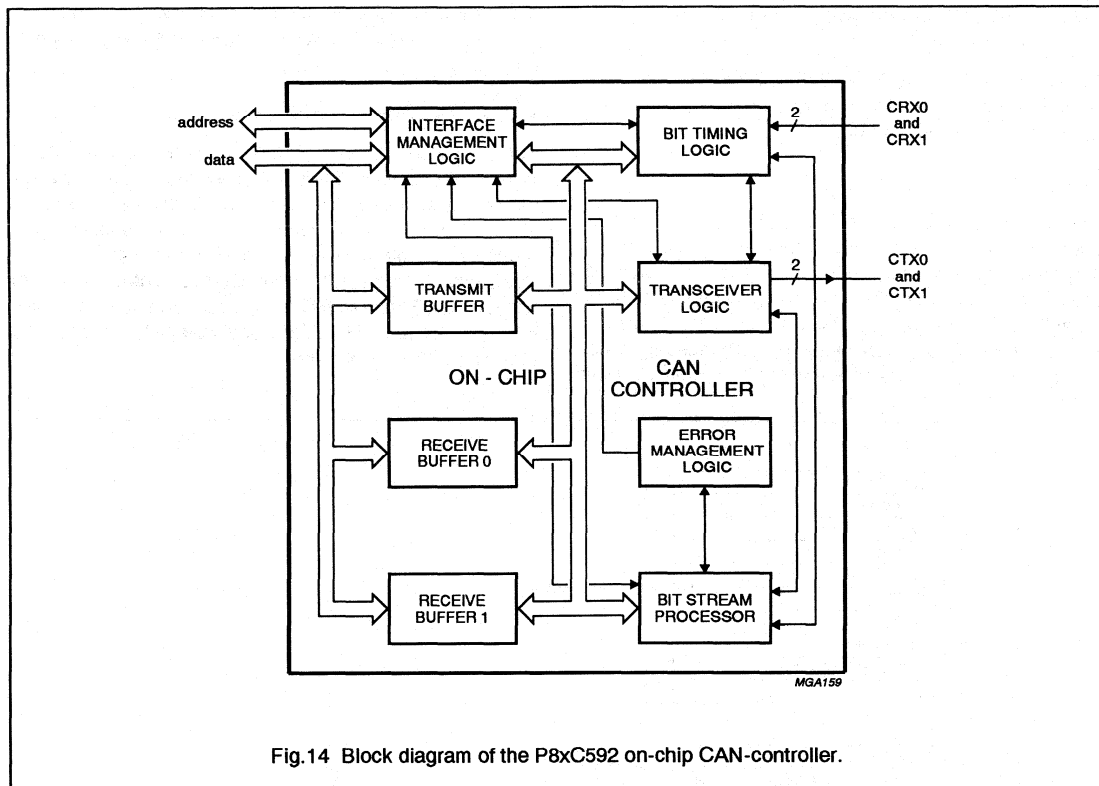 address
data
INTERFACE
MANAGEMENT
LOGIC
BIT TIMING
LOGIC
2
CRX0
and
CRX1
TRANSMIT
BUFFER
TRANSCEIVER
LOGIC
2
CTX0
and
CTX1
ON - CHIP
CAN
CONTROLLER
RECEIVE
BUFFER 0
ERROR
MANAGEMENT
LOGIC
RECEIVE
BUFFER 1
BIT STREAM
PROCESSOR
MGA159
Fig.14 Block diagram of the P8xC592 on-chip CAN-controller.